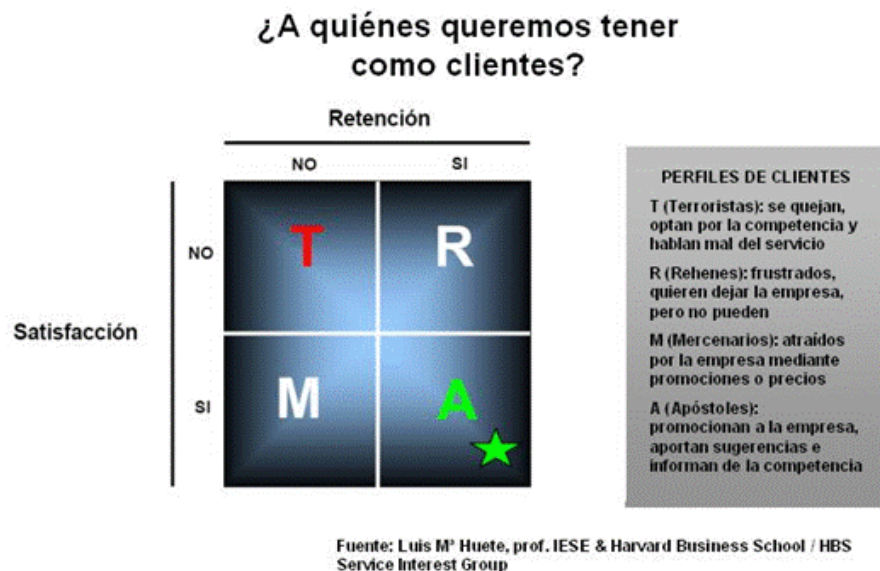 ¿A quiénes queremos tener
como clientes?
Retención
NO
SI
NO
T
R
Satisfacción
SI
M
A
PERFILES DE CLIENTES
T (Terroristas): se quejan,
optan por la competencia y
hablan mal del servicio
R (Rehenes): frustrados,
quieren dejar la empresa,
pero no pueden
M (Mercenarios): atraídos
por la empresa mediante
promociones o precios
A (Apóstoles):
promocionan a la empresa,
aportan sugerencias e
informan de la competencia
Fuente: Luis Mª Huete, prof. IESE & Harvard Business School / HBS
Service Interest Group